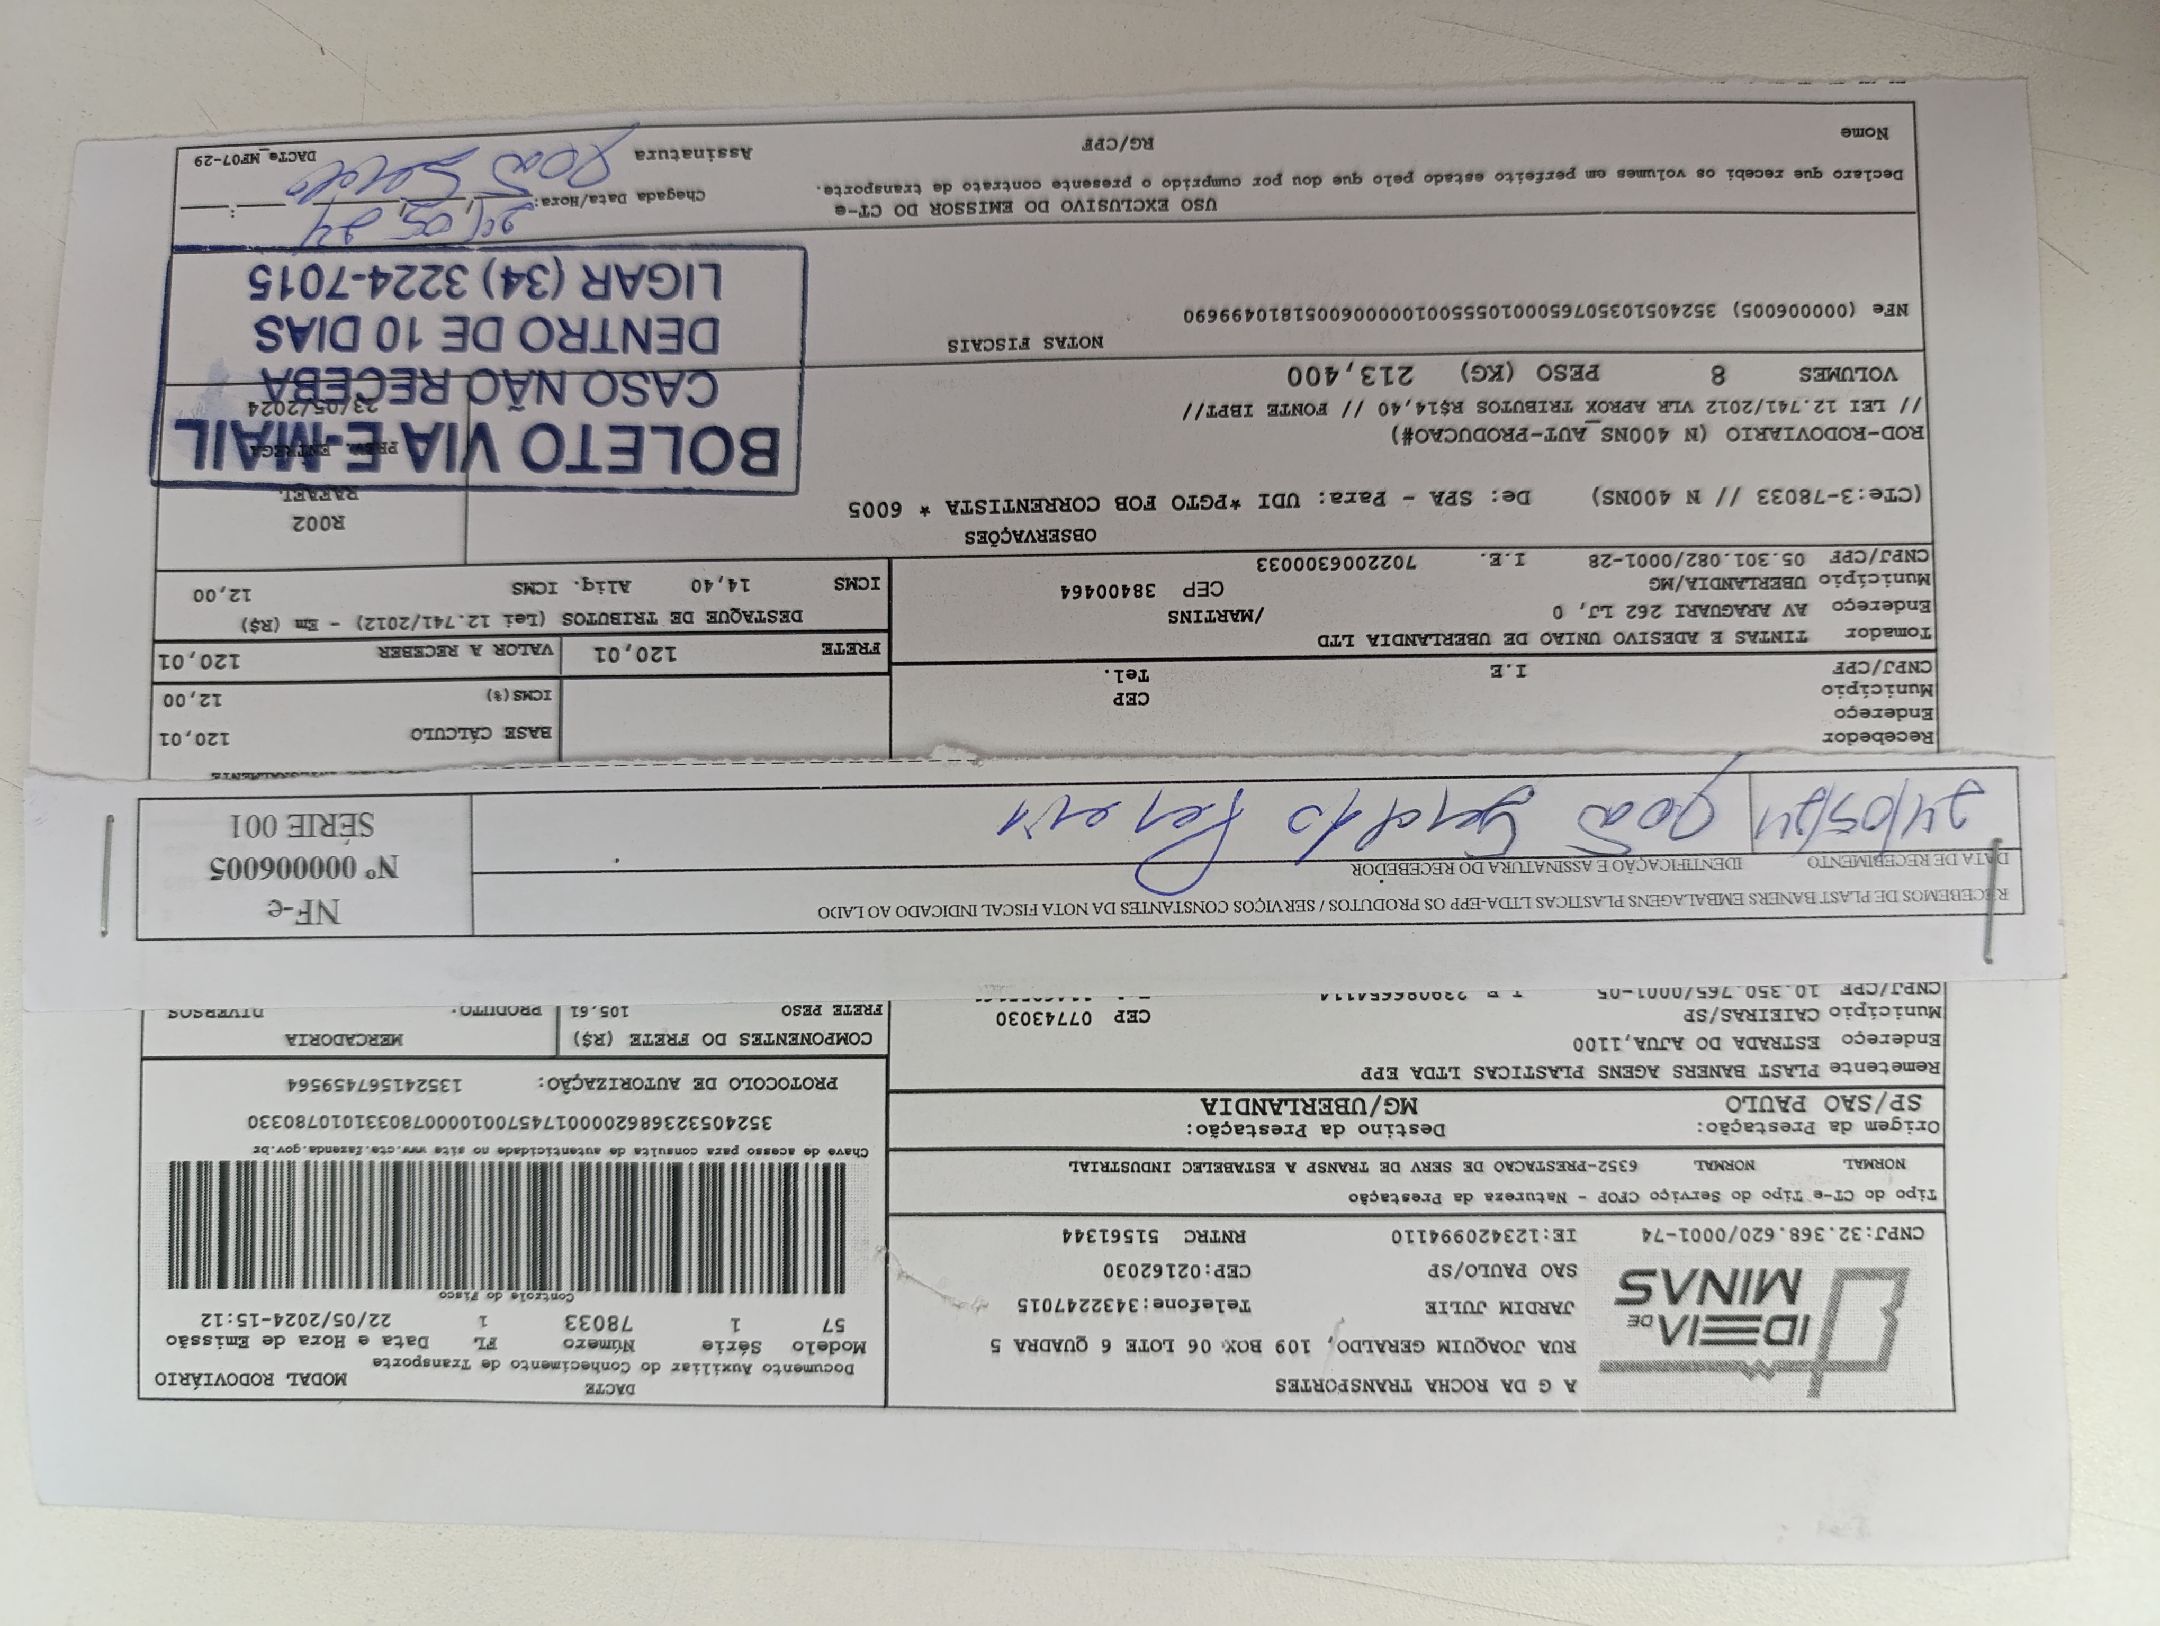 IDEIA DE MINAS
A G DA ROCHA TRANSPORTES
RUA JOAQUIM GERALDO, 109 BOX 06 LOTE 6 QUADRA 5
JARDIM JULIE Telefone:3432247015
SAO PAULO/SP CEP:02162030
CNPJ:32.368.620/0001-74 IE:123420994110 RNTRC 51561344
DACTE
Documento Auxiliar do Conhecimento de Transporte MODAL RODOVIÁRIO
Modelo Série Número FL Data e Hora de Emissão
57 1 78033 1 22/05/2024-15:12
Controle do Fisco
Chave de acesso para consulta de autenticidade no site www.cte.fazenda.gov.br
35240532368620000174570010000780331010780330
PROTOCOLO DE AUTORIZAÇÃO: 135241567459564
Tipo do CT-e Tipo do Serviço CFOP - Natureza da Prestação
NORMAL NORMAL 6352-PRESTACAO DE SERV DE TRANSP A ESTABELEC INDUSTRIAL
Origem da Prestação: Destino da Prestação:
SP/SAO PAULO MG/UBERLANDIA
Remetente PLAST BANERS AGENS PLASTICAS LTDA EPP
Endereço ESTRADA DO AJUA,1100
Município CAIEIRAS/SP CEP 07743030
CNPJ/CPF 10.350.765/0001-05
COMPONENTES DO FRETE (R$) MERCADORIA
FRETE PESO 105.61 PRODUTO: DIVERSOS
RECEBEMOS DE PLAST BANERS EMBALAGENS PLASTICAS LTDA-EPP OS PRODUTOS / SERVIÇOS CONSTANTES DA NOTA FISCAL INDICADO AO LADO
DATA DE RECEBIMENTO IDENTIFICAÇÃO E ASSINATURA DO RECEBEDOR
24/05/24 João Geraldo
NF-e
Nº 000006005
SÉRIE 001
Recebedor
Endereço
Município CEP
CNPJ/CPF I.E Tel.
BASE CÁLCULO 120,01
ICMS(%) 12,00
FRETE 120,01 VALOR A RECEBER 120,01
Tomador TINTAS E ADESIVO UNIAO DE UBERLANDIA LTD
Endereço AV ARAGUARI 262 LJ, 0 /MARTINS
Município UBERLANDIA/MG CEP 38400464
CNPJ/CPF 05.301.082/0001-28 I.E. 7022006300033
DESTAQUE DE TRIBUTOS (Lei 12.741/2012) - Em (R$)
ICMS 14,40 Aliq. ICMS 12,00
OBSERVAÇÕES
(CTe:3-78033 // N 400NS) De: SPA - Para: UDI *PGTO FOB CORRENTISTA * 6005
R002
RAFAEL
PREV. ENTREGA
23/05/2024
ROD-RODOVIARIO (N 400NS_AUT-PRODUCAO#)
// LEI 12.741/2012 VLR APROX TRIBUTOS R$14,40 // FONTE IBPT//
VOLUMES 8 PESO (KG) 213,400
NOTAS FISCAIS
NFe (000006005) 35240510350765000105550010000060051810499690
BOLETO VIA E-MAIL
CASO NÃO RECEBA
DENTRO DE 10 DIAS
LIGAR (34) 3224-7015
USO EXCLUSIVO DO EMISSOR DO CT-e
Declaro que recebi os volumes em perfeito estado pelo que dou por cumprido o presente contrato de transporte.
Chegada Data/Hora: 24/05/24
Nome RG/CPF Assinatura João Geraldo
DACTe_MF07-29